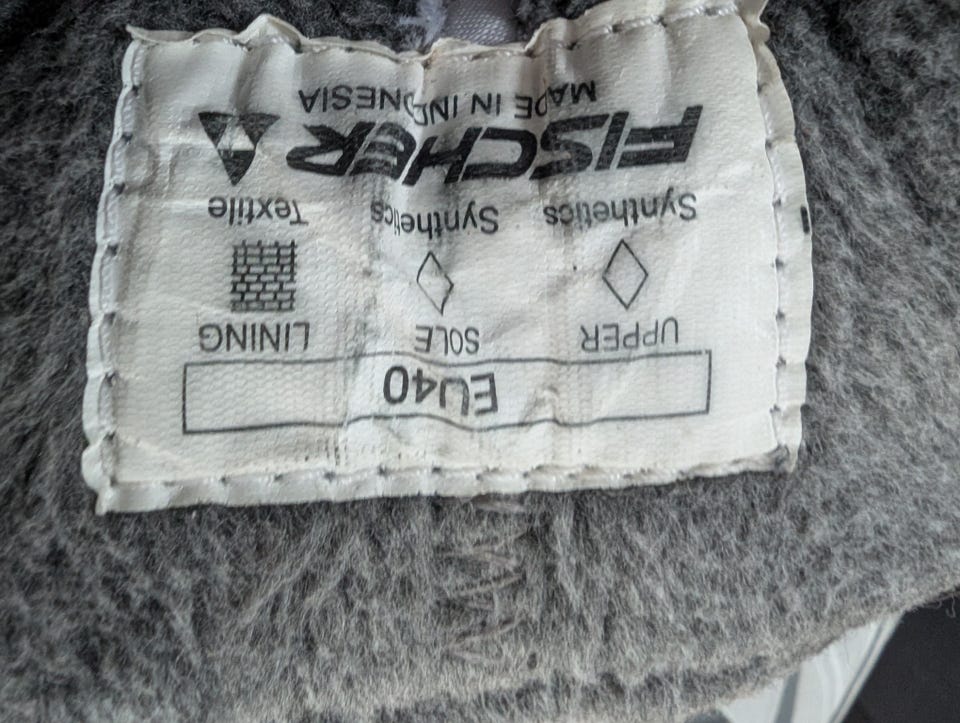 EU40
UPPER SOLE LINING
Synthetics Synthetics Textile
FISCHER
MADE IN INDONESIA